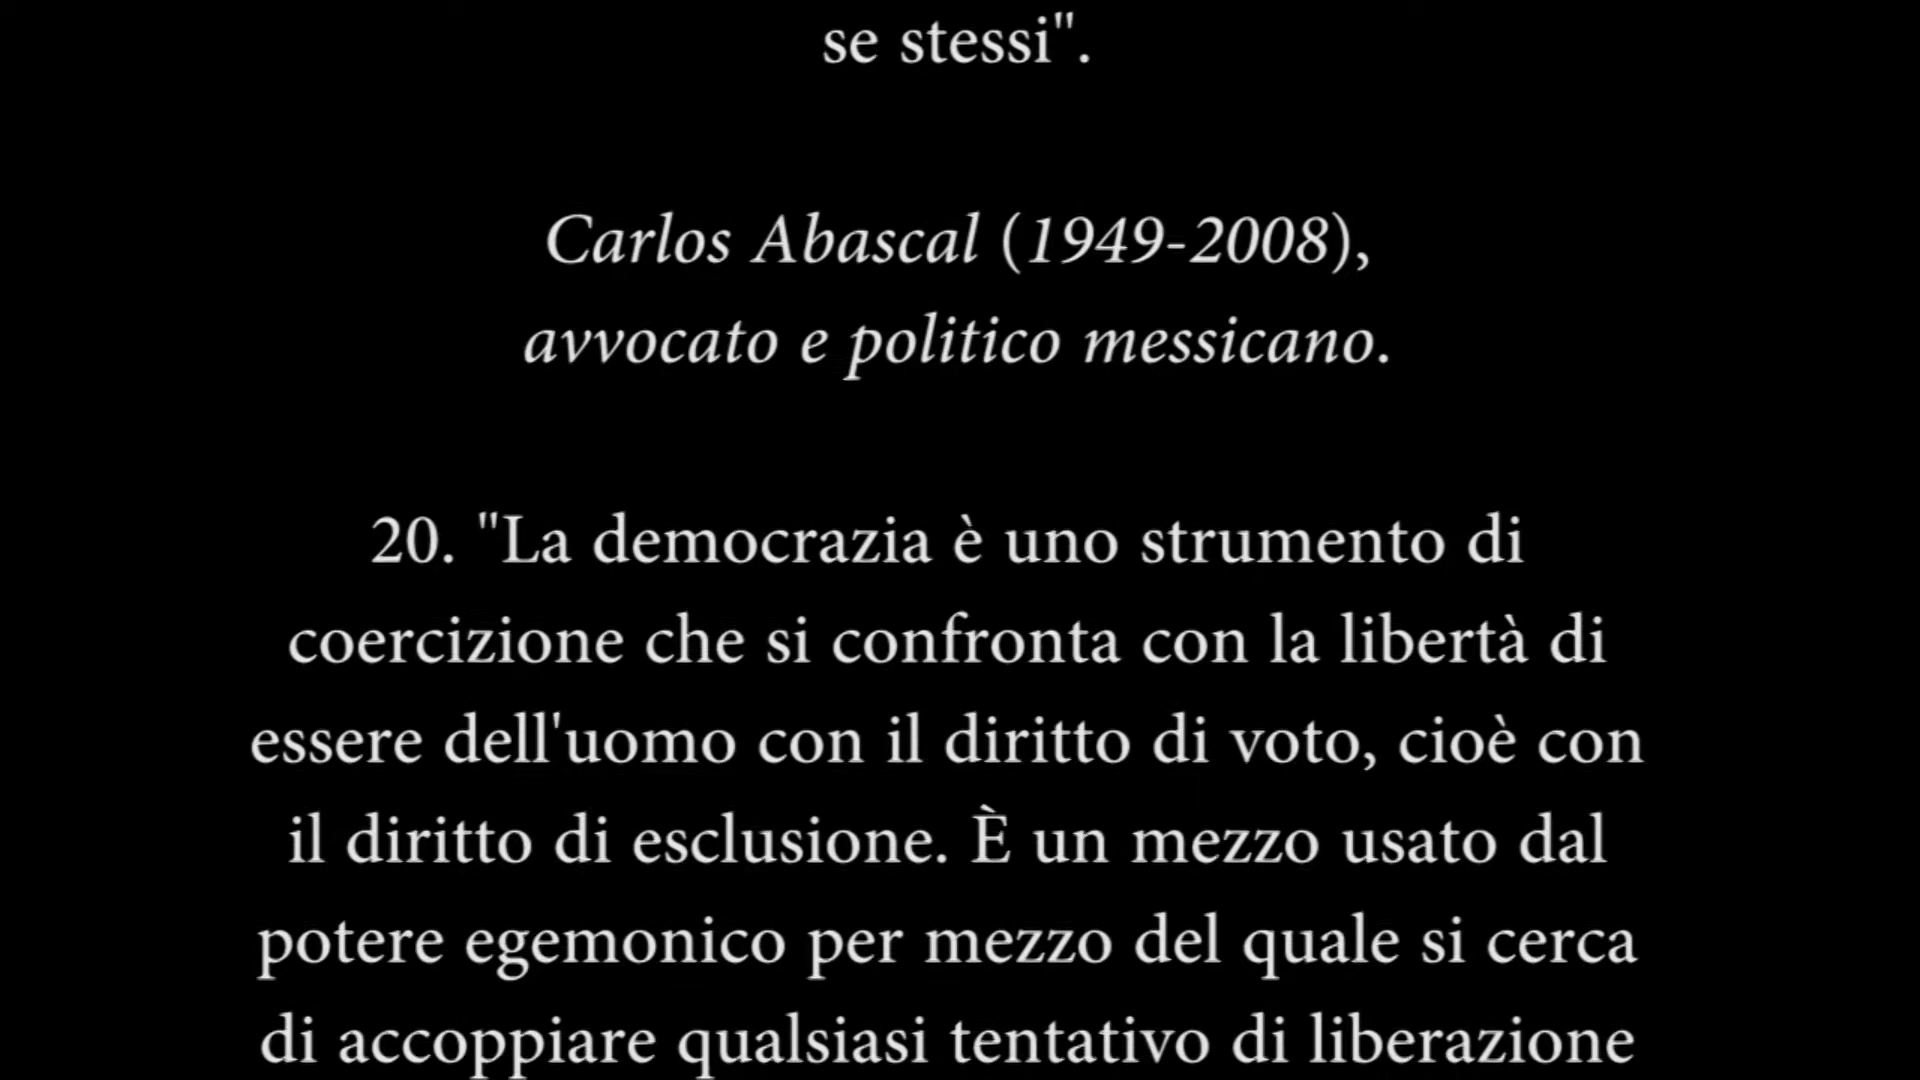 se stessi".
Carlos Abascal (1949-2008),
avvocato e politico messicano.
20. "La democrazia è uno strumento di
coercizione che si confronta con la libertà di
essere dell'uomo con il diritto di voto, cioè con
il diritto di esclusione. È un mezzo usato dal
potere egemonico per mezzo del quale si cerca
di accoppiare qualsiasi tentativo di liberazione